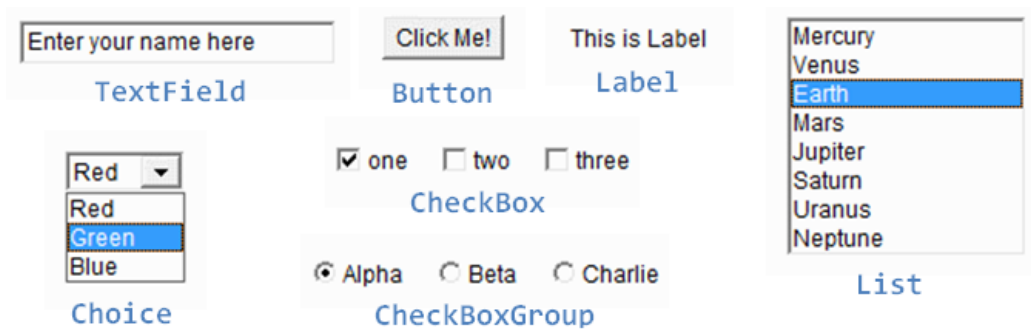 Enter your name here
TextField
Click Me!
Button
This is Label
Label
Mercury
Venus
Earth
Mars
Jupiter
Saturn
Uranus
Neptune
List
Red
Red
Green
Blue
Choice
one two three
CheckBox
Alpha Beta Charlie
CheckBoxGroup